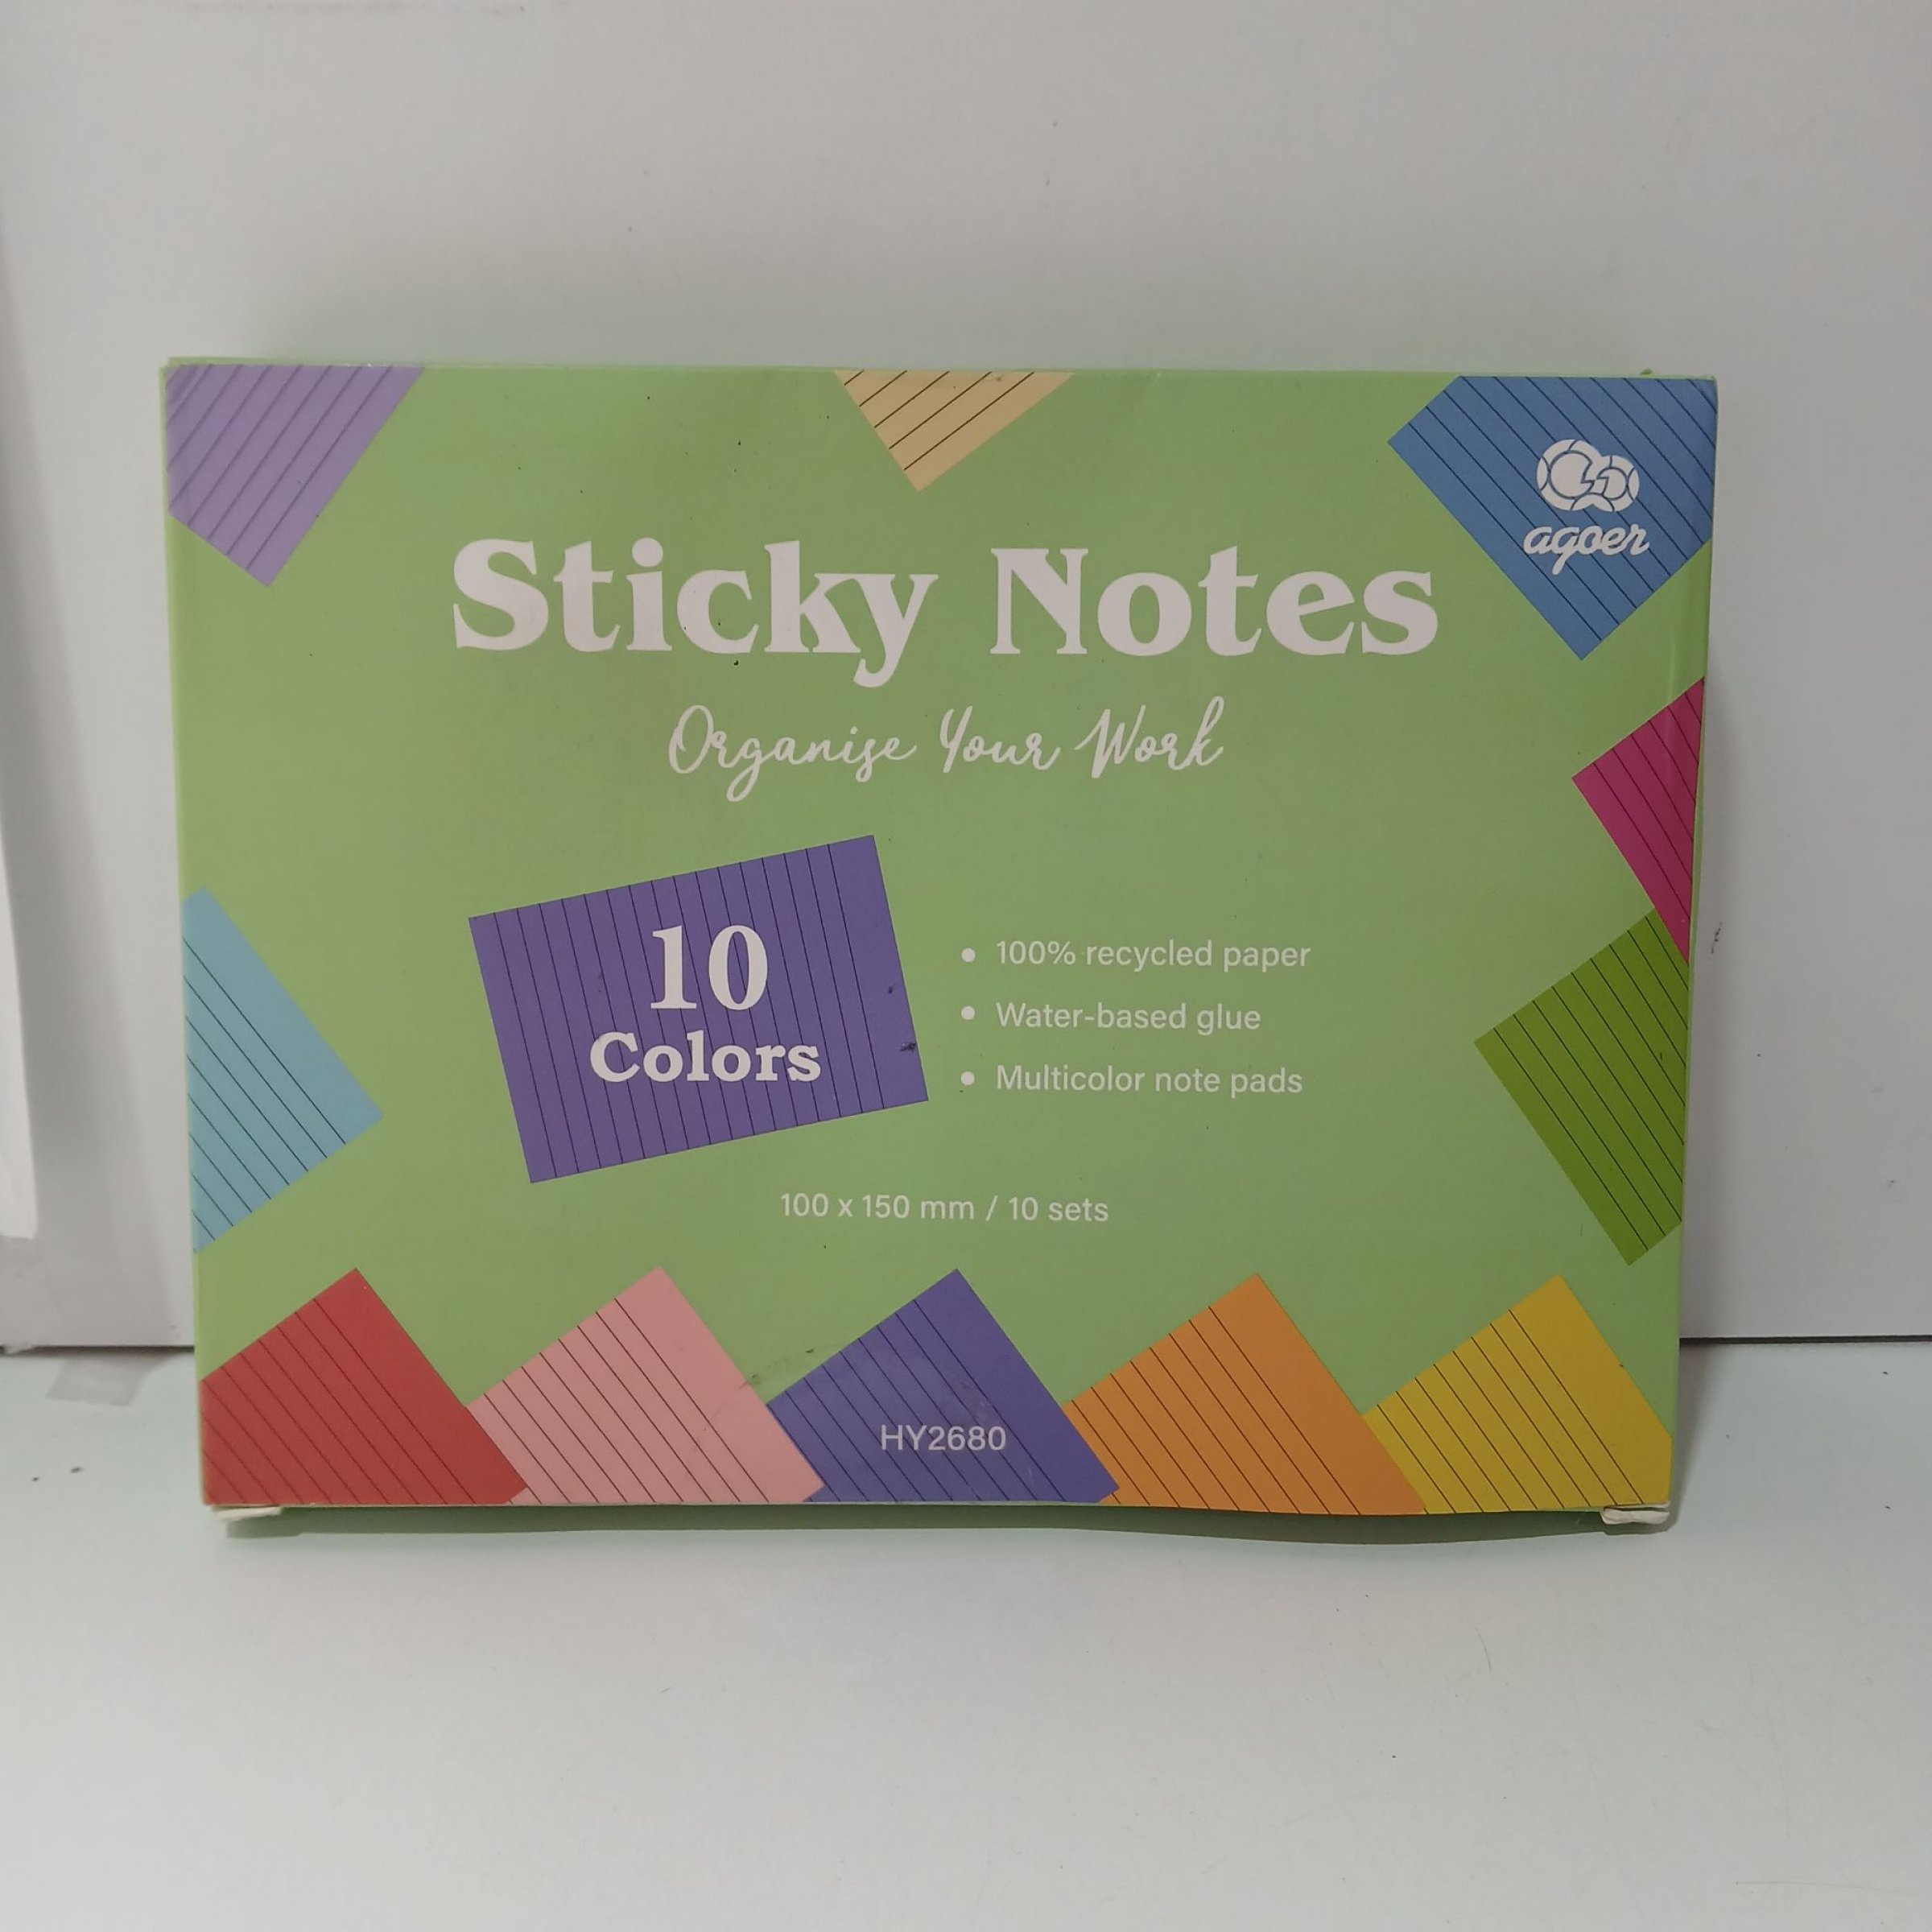 agoer
Sticky Notes
Organise Your Work
10
Colors
• 100% recycled paper
• Water-based glue
• Multicolor note pads
100 x 150 mm / 10 sets
HY2680